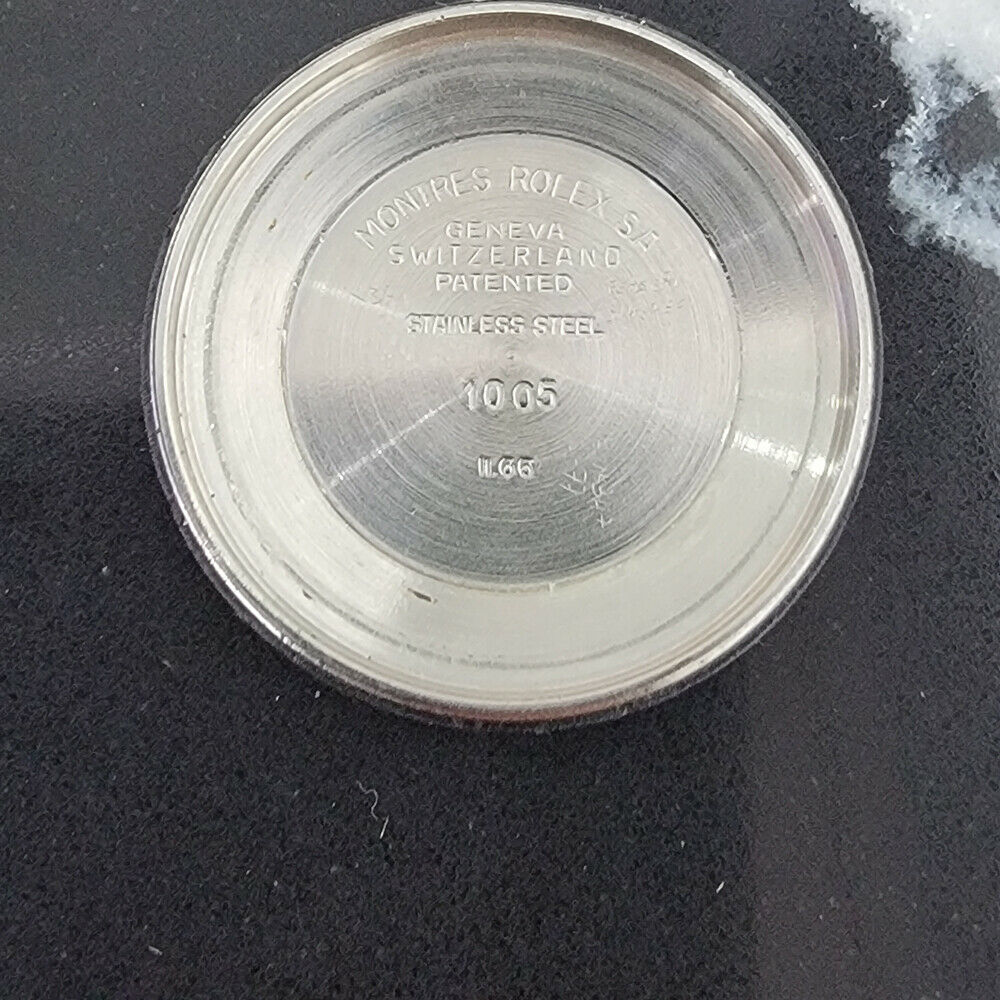 MONTRES ROLEX S.A
GENEVA
SWITZERLAND
PATENTED
STAINLESS STEEL
1005
II.66